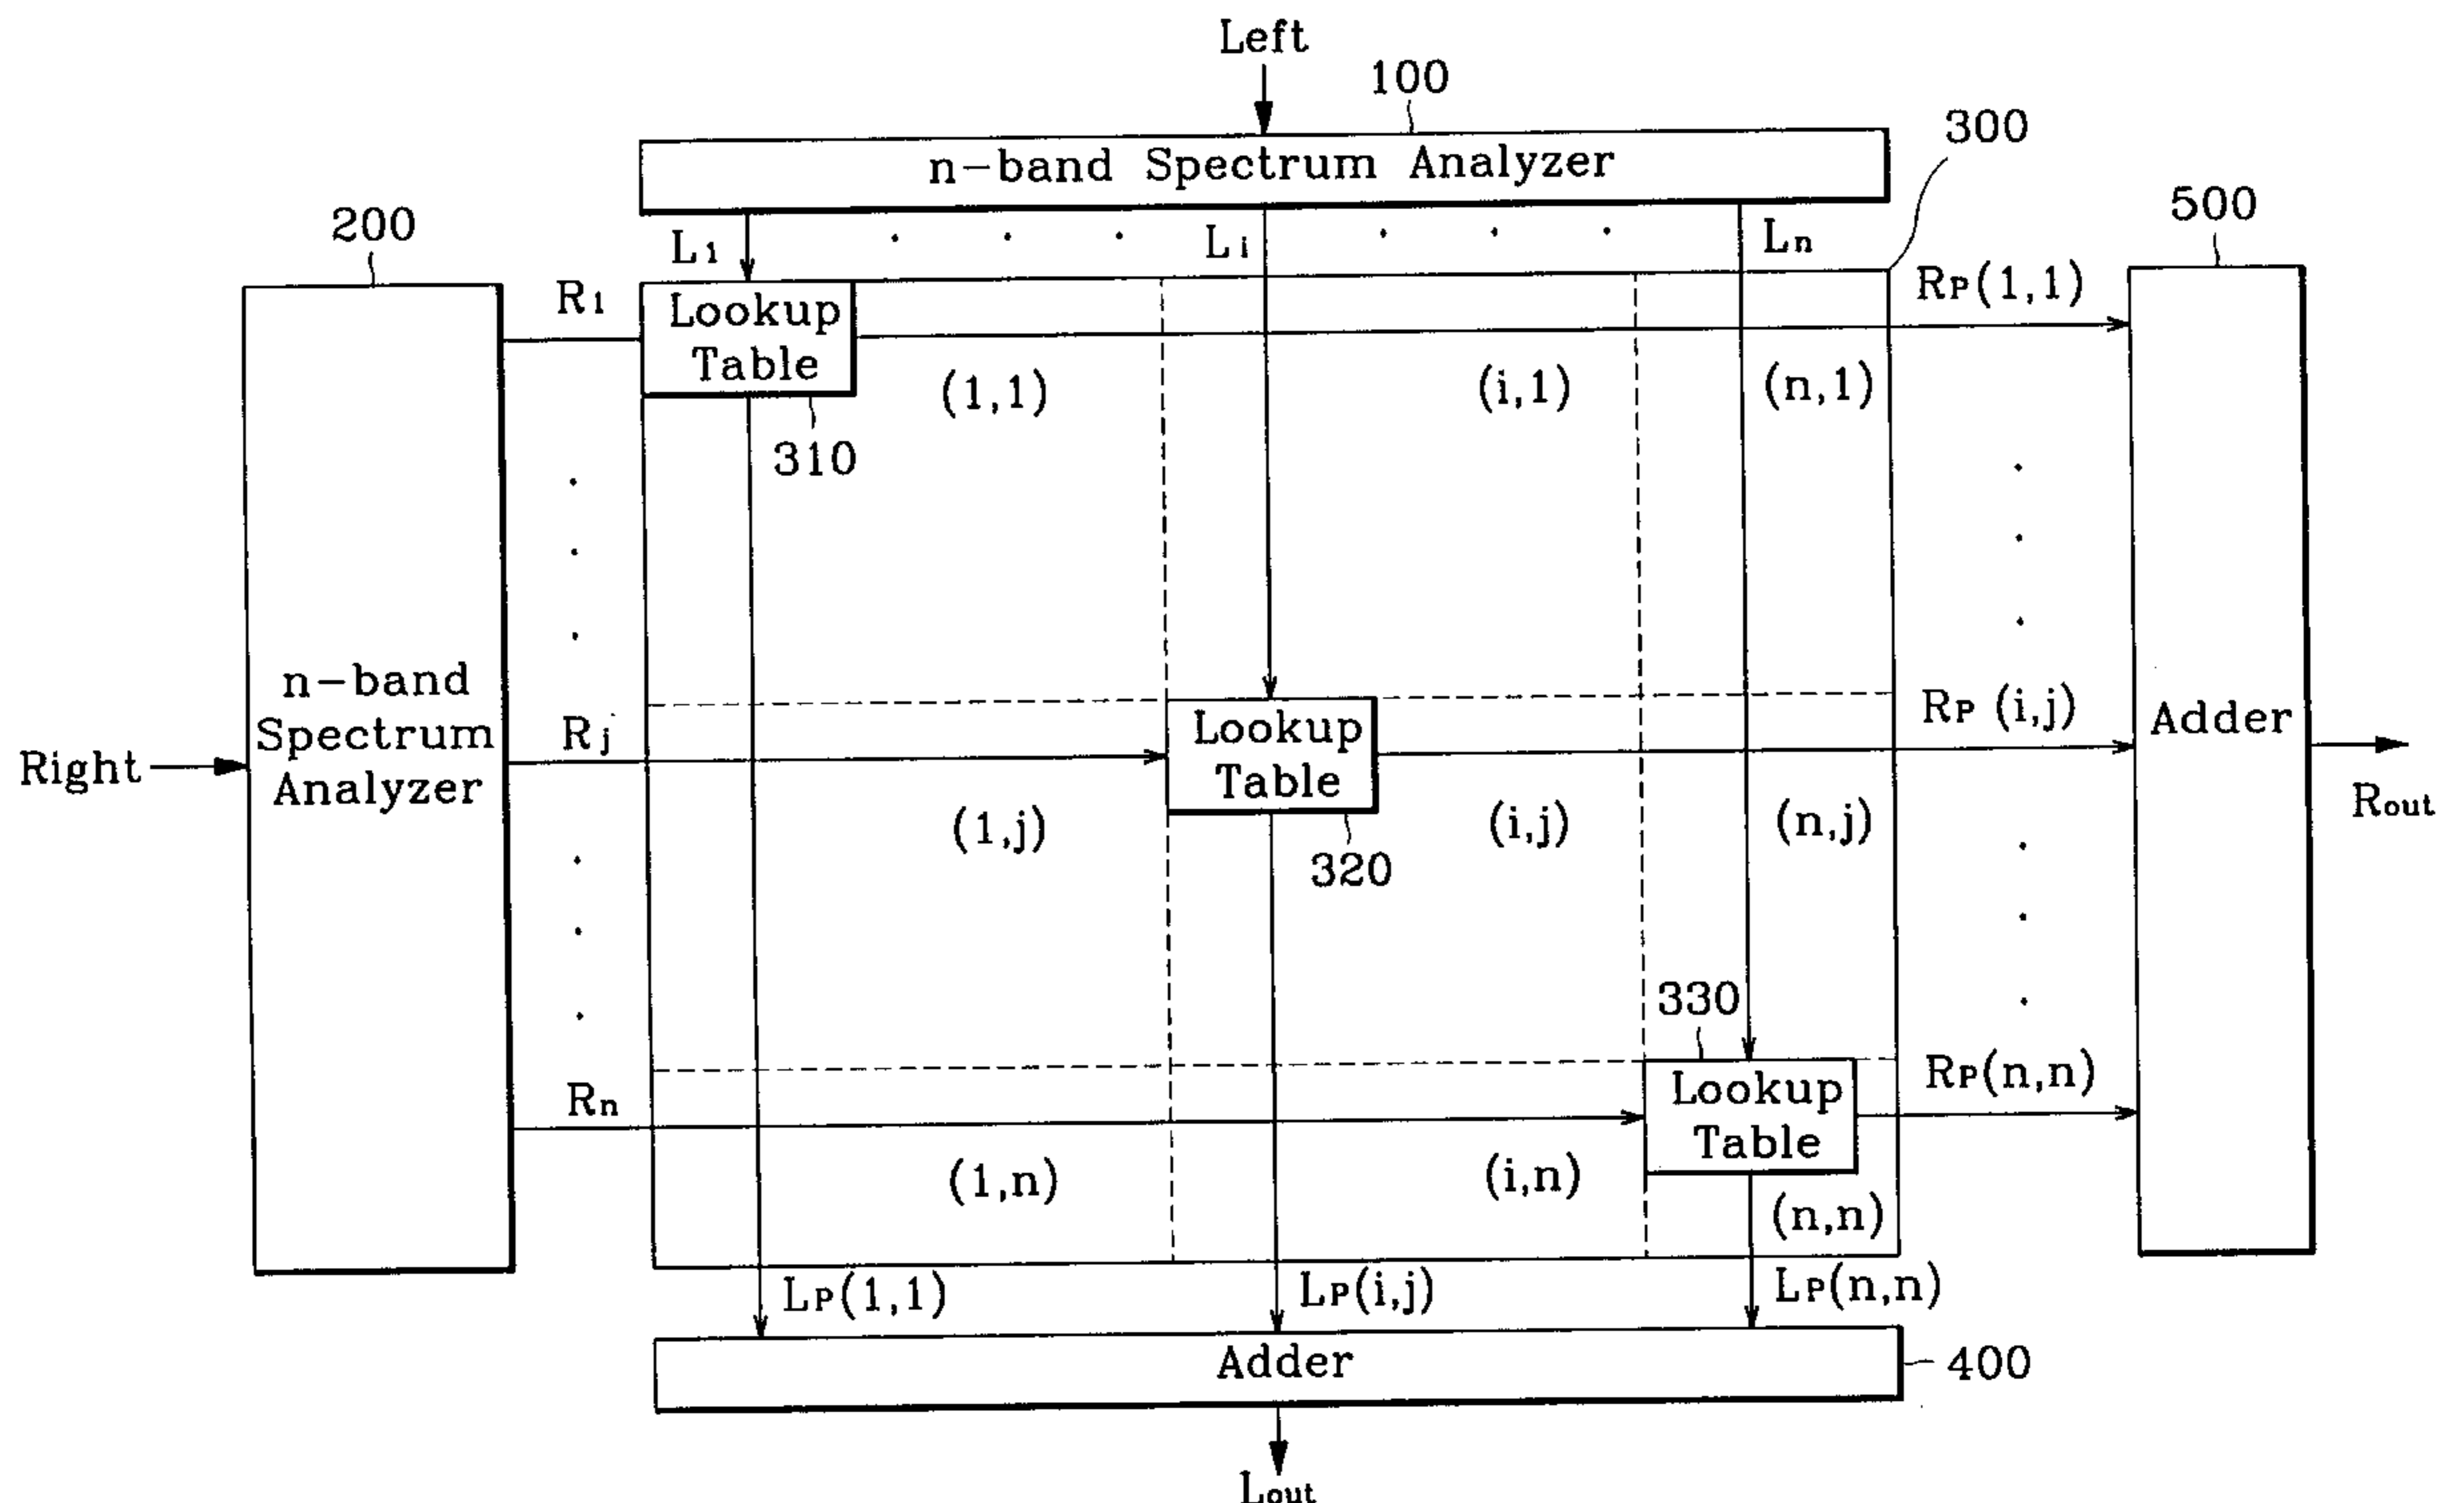 Left
100
n-band Spectrum Analyzer
300
200
500
L1
Li
Ln
R1
Lookup
Table
RP(1,1)
(1,1)
(i,1)
(n,1)
310
n-band
Spectrum
Analyzer
Right
Rj
Lookup
Table
RP (i,j)
Adder
Rout
(1,j)
(i,j)
(n,j)
320
330
Rn
Lookup
Table
RP(n,n)
(1,n)
(i,n)
(n,n)
LP(1,1)
LP(i,j)
LP(n,n)
Adder
400
Lout